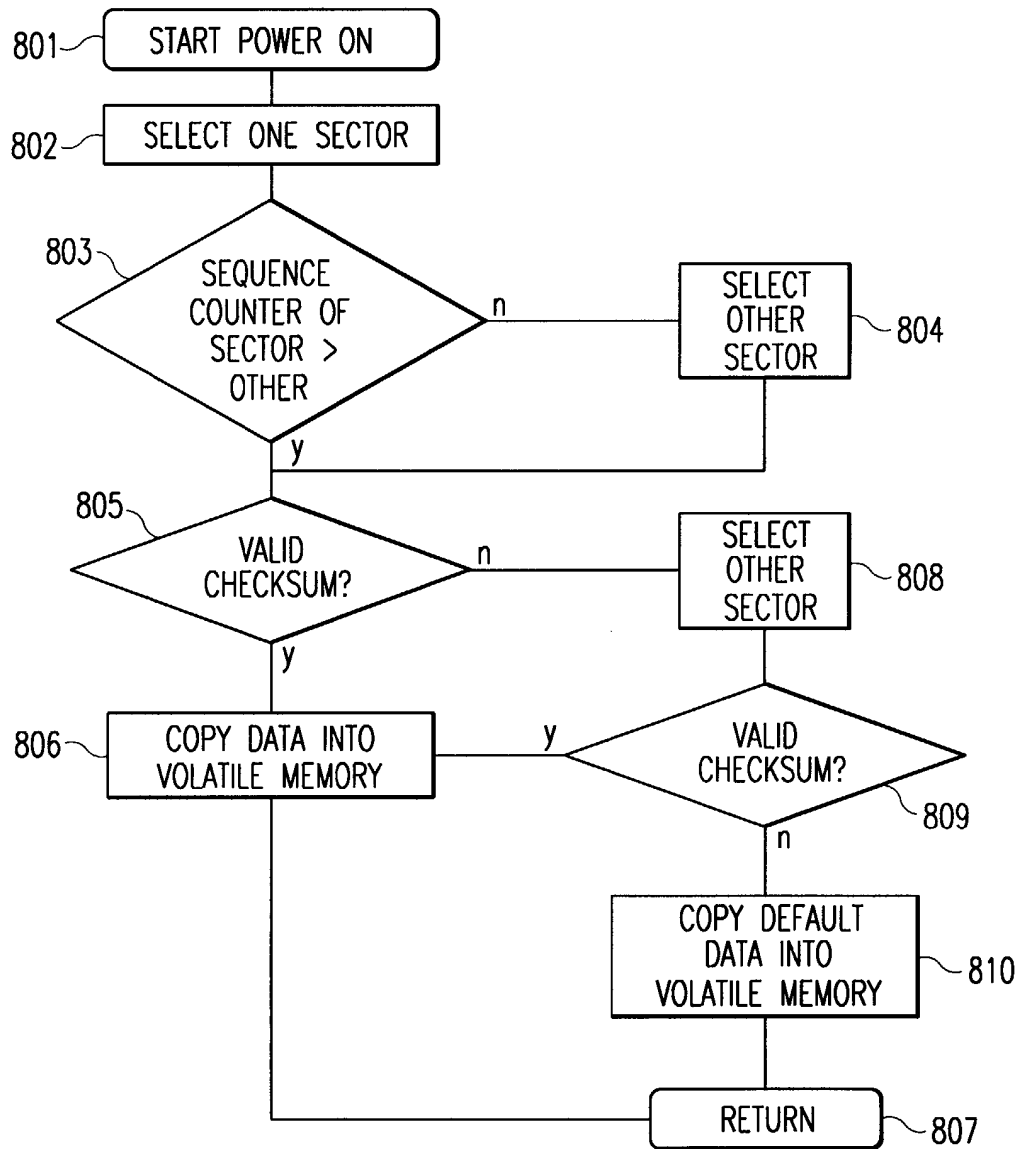 801
START POWER ON
802
SELECT ONE SECTOR
803
SEQUENCE
COUNTER OF
SECTOR >
OTHER
n
y
SELECT
OTHER
SECTOR
804
805
VALID
CHECKSUM?
n
y
SELECT
OTHER
SECTOR
808
806
COPY DATA INTO
VOLATILE MEMORY
y
VALID
CHECKSUM?
809
n
COPY DEFAULT
DATA INTO
VOLATILE MEMORY
810
RETURN
807